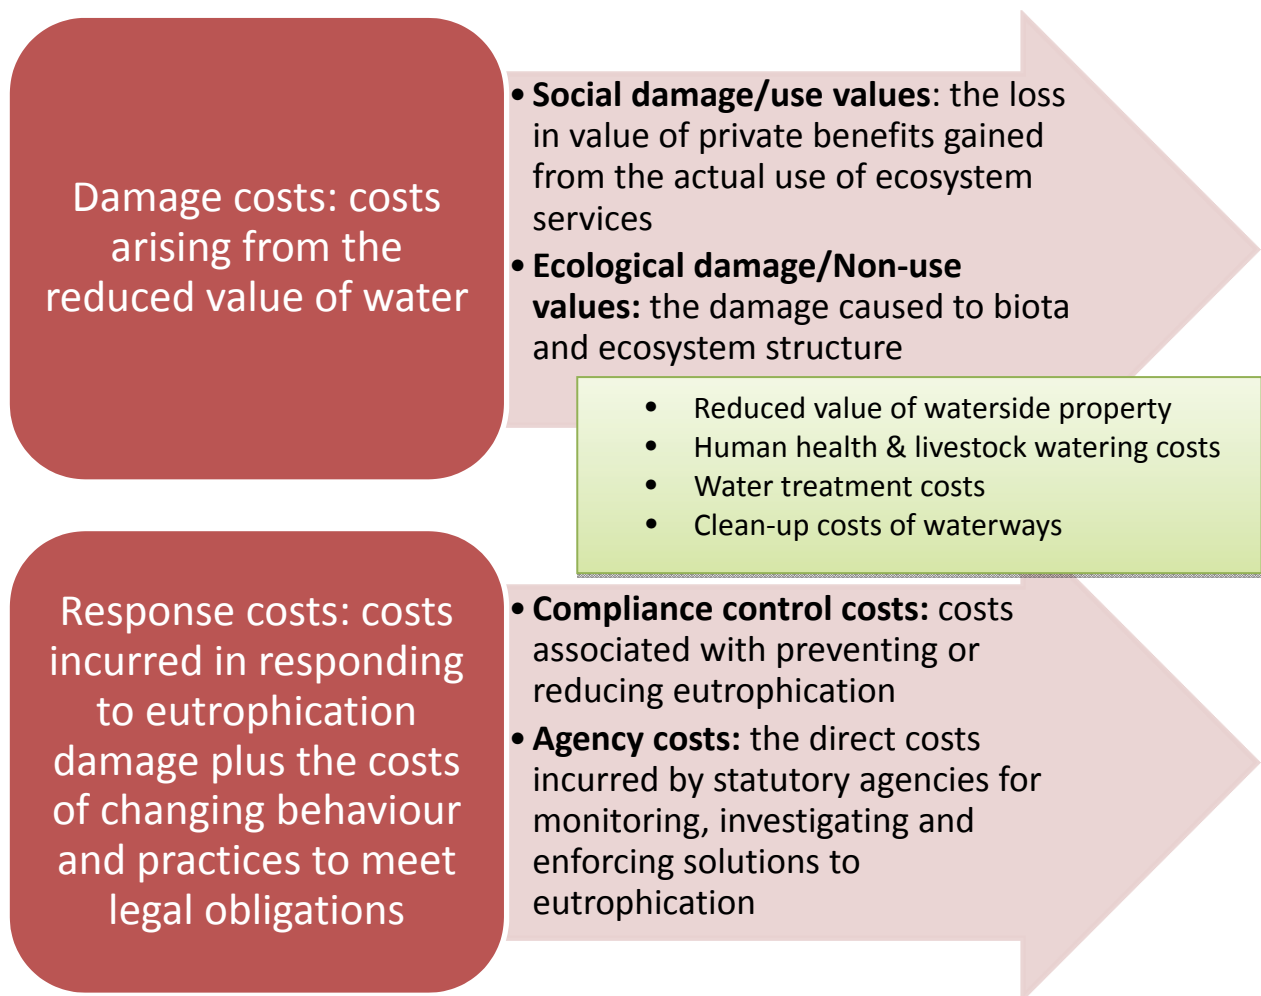 Damage costs: costs
arising from the
reduced value of water
• Social damage/use values: the loss
in value of private benefits gained
from the actual use of ecosystem
services
• Ecological damage/Non-use
values: the damage caused to biota
and ecosystem structure
• Reduced value of waterside property
• Human health & livestock watering costs
• Water treatment costs
• Clean-up costs of waterways
Response costs: costs
incurred in responding
to eutrophication
damage plus the costs
of changing behaviour
and practices to meet
legal obligations
• Compliance control costs: costs
associated with preventing or
reducing eutrophication
• Agency costs: the direct costs
incurred by statutory agencies for
monitoring, investigating and
enforcing solutions to
eutrophication